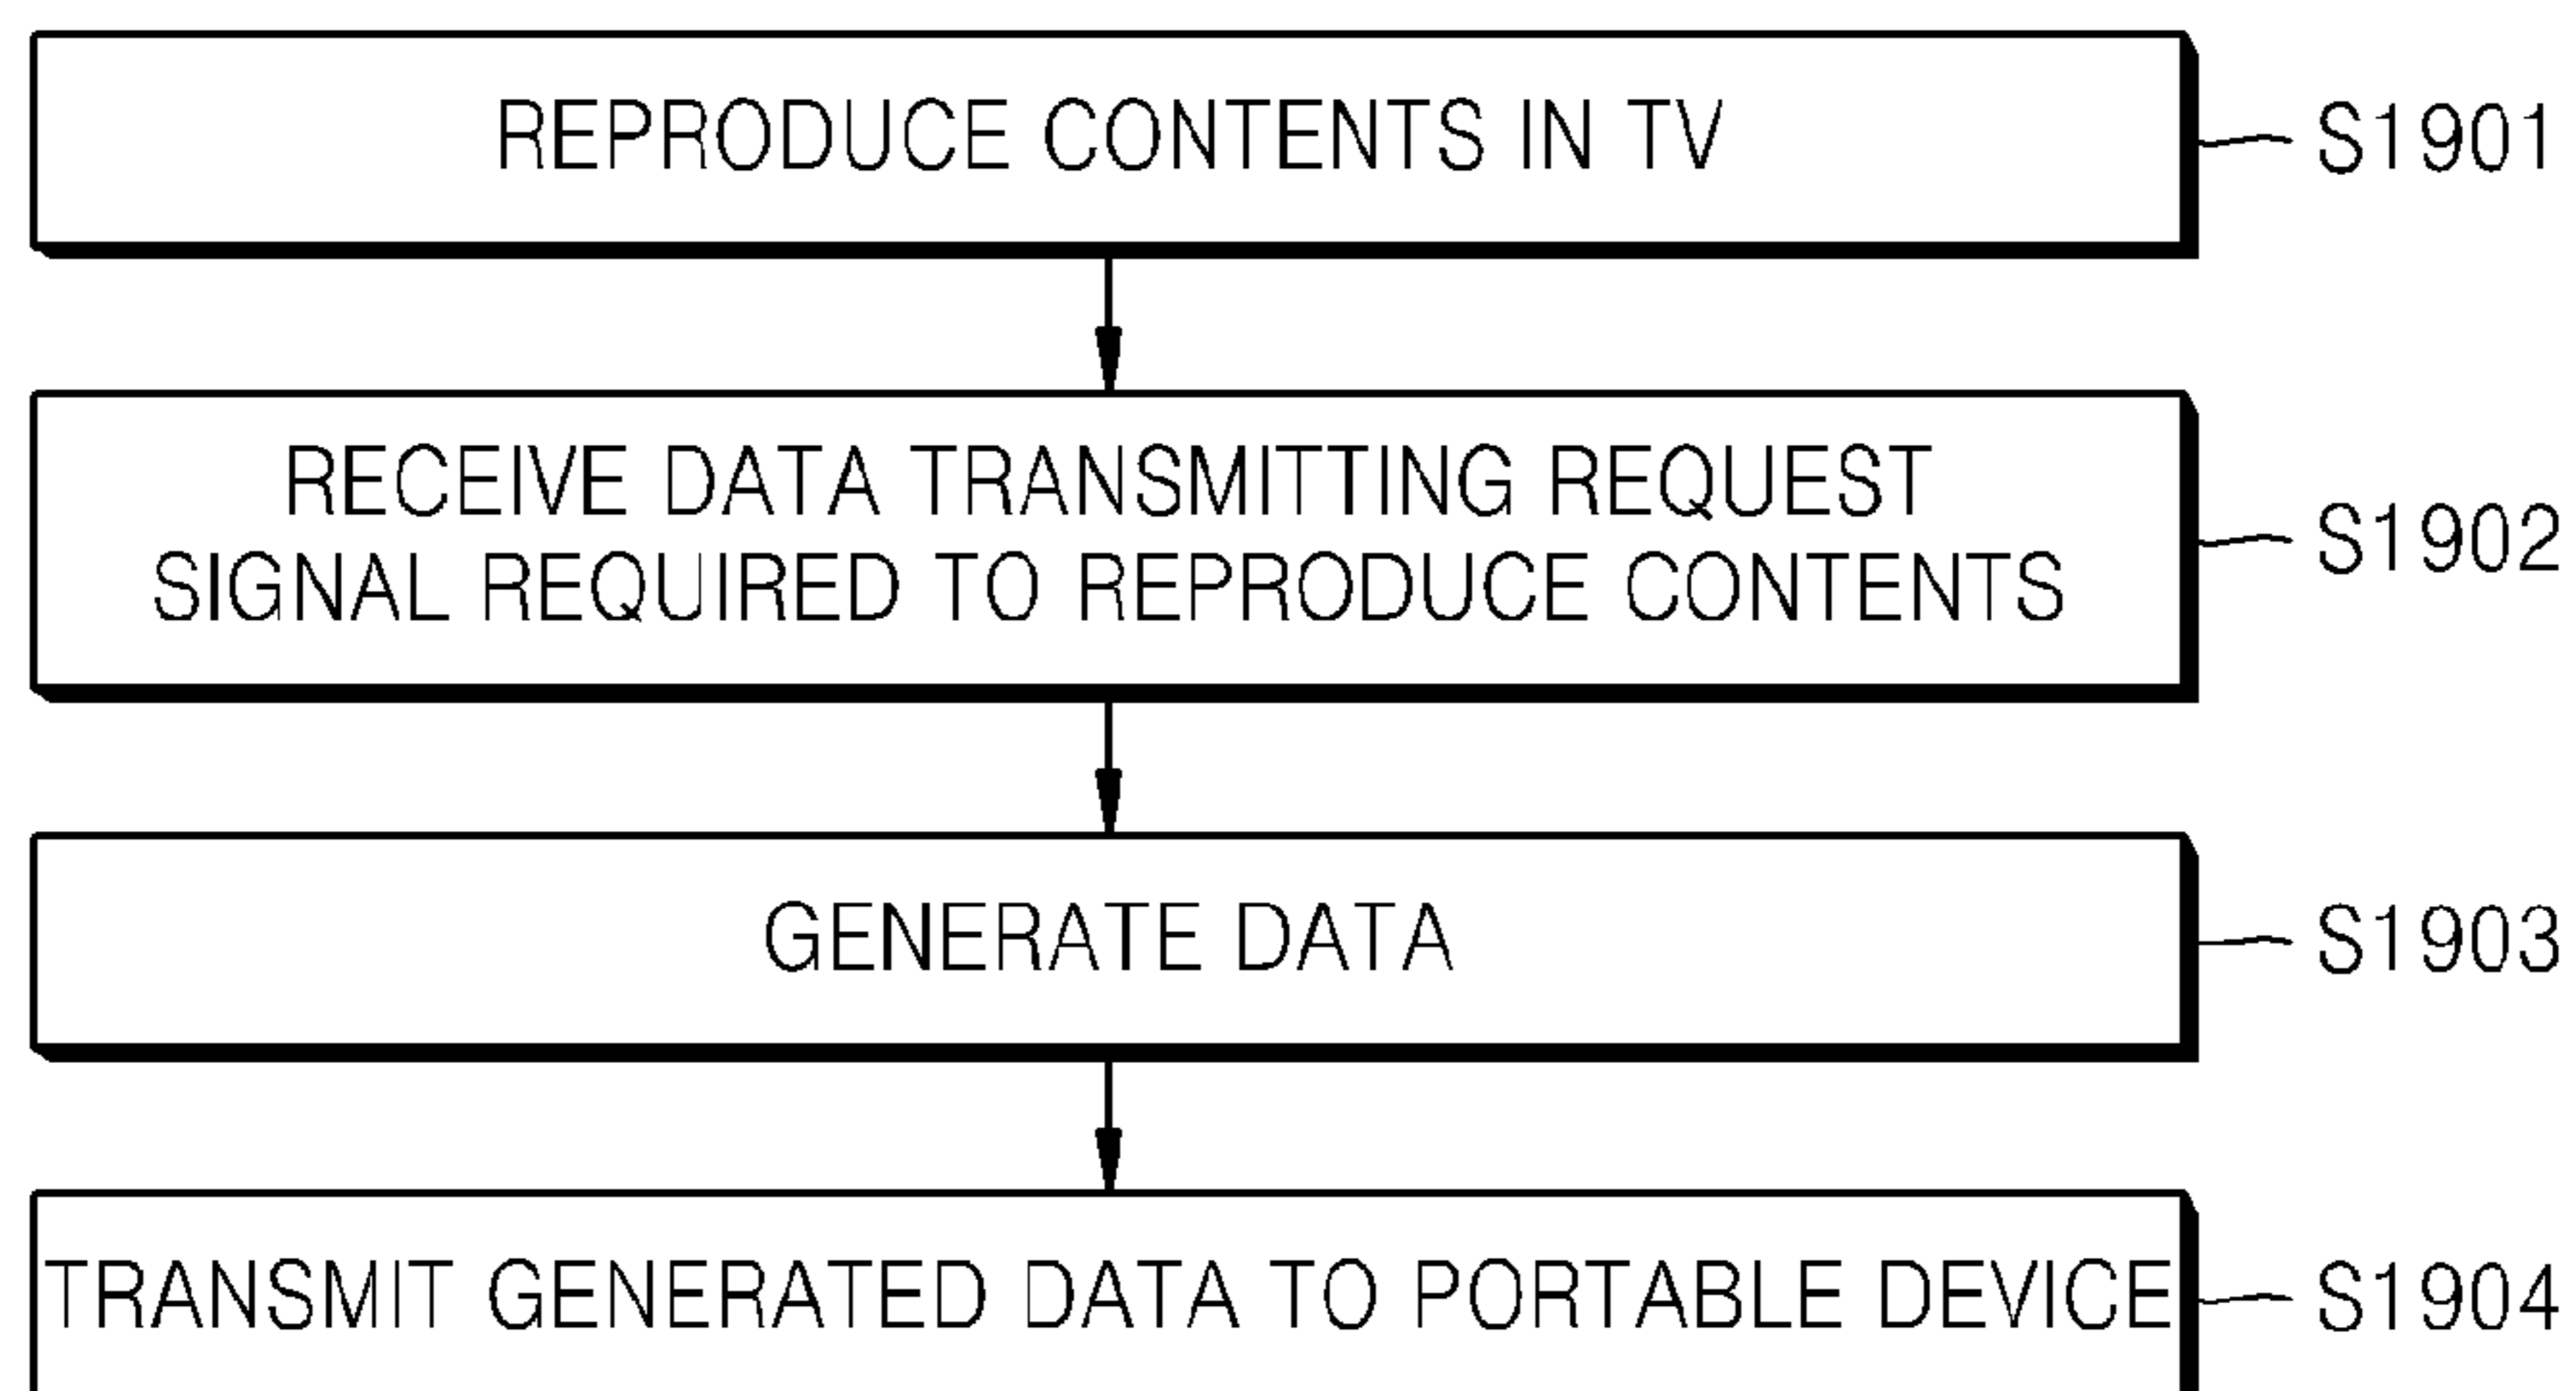 REPRODUCE CONTENTS IN TV
S1901
RECEIVE DATA TRANSMITTING REQUEST
SIGNAL REQUIRED TO REPRODUCE CONTENTS
S1902
GENERATE DATA
S1903
TRANSMIT GENERATED DATA TO PORTABLE DEVICE
S1904